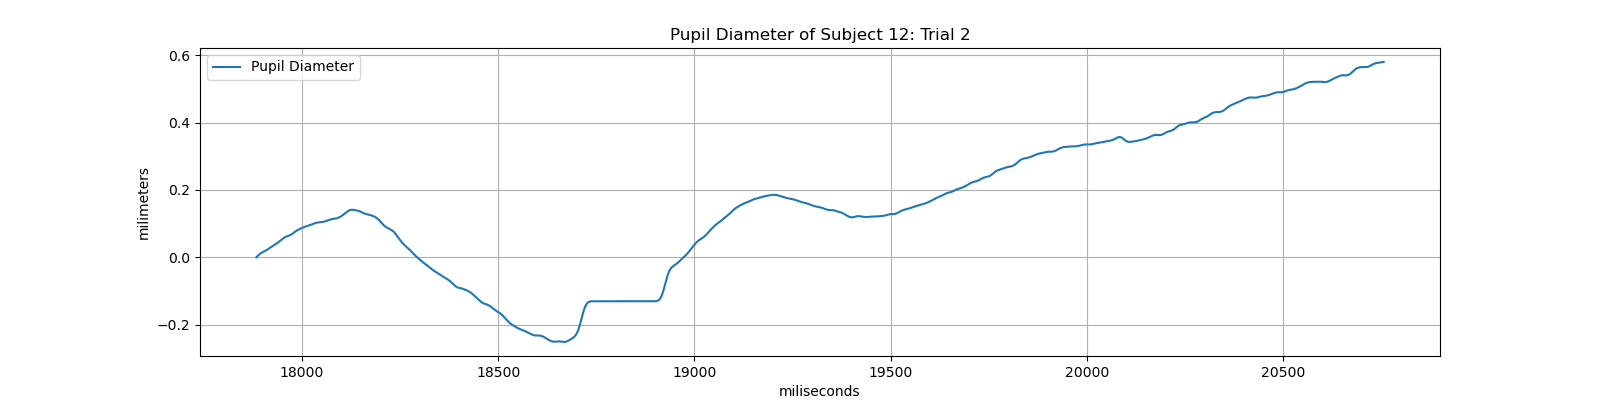 Pupil Diameter of Subject 12: Trial 2
Pupil Diameter
0.6
0.4
0.2
0.0
−0.2
milimeters
18000 18500 19000 19500 20000 20500
miliseconds